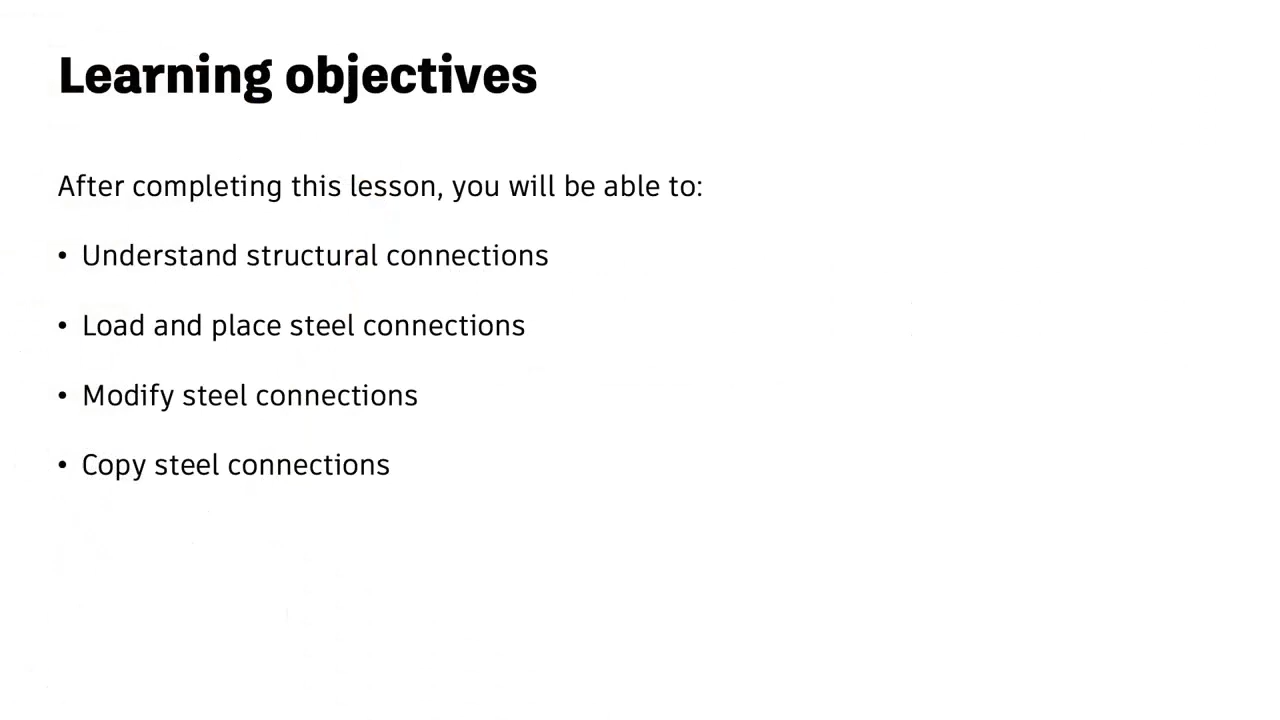 Learning objectives
After completing this lesson, you will be able to:
• Understand structural connections
• Load and place steel connections
• Modify steel connections
• Copy steel connections